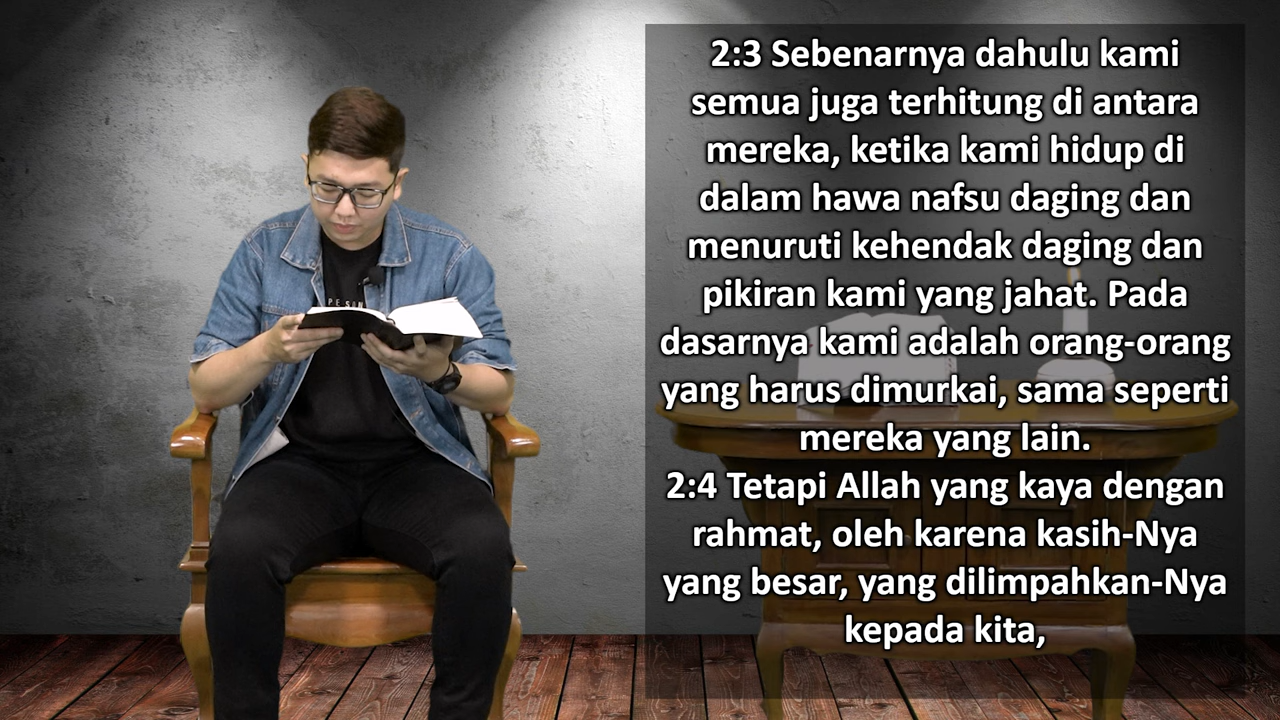 2:3 Sebenarnya dahulu kami
semua juga terhitung di antara
mereka, ketika kami hidup di
dalam hawa nafsu daging dan
menuruti kehendak daging dan
pikiran kami yang jahat. Pada
dasarnya kami adalah orang-orang
yang harus dimurkai, sama seperti
mereka yang lain.
2:4 Tetapi Allah yang kaya dengan
rahmat, oleh karena kasih-Nya
yang besar, yang dilimpahkan-Nya
kepada kita,